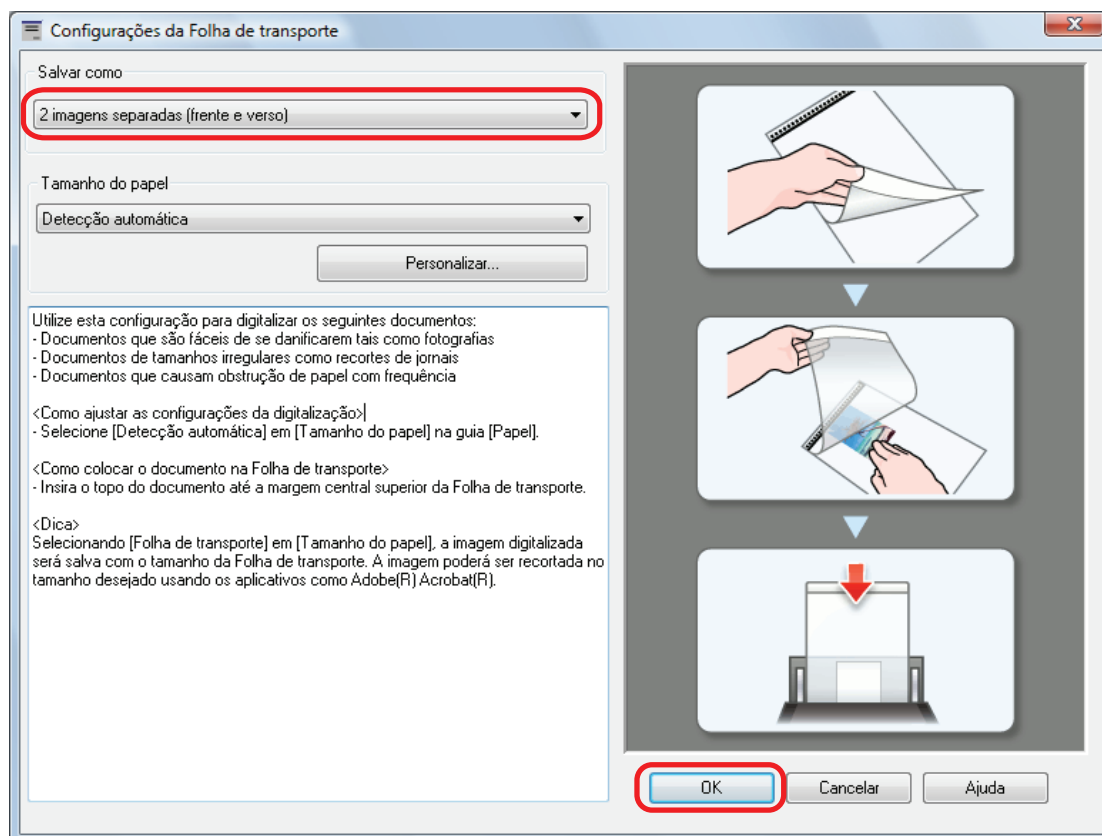 Configurações da Folha de transporte
Salvar como
2 imagens separadas (frente e verso)
Tamanho do papel
Detecção automática
Personalizar...
Utilize esta configuração para digitalizar os seguintes documentos:
- Documentos que são fáceis de se danificarem tais como fotografias
- Documentos de tamanhos irregulares como recortes de jornais
- Documentos que causam obstrução de papel com frequência
<Como ajustar as configurações da digitalização>
- Selecione [Detecção automática] em [Tamanho do papel] na guia [Papel].
<Como colocar o documento na Folha de transporte>
- Insira o topo do documento até a margem central superior da Folha de transporte.
<Dica>
Selecionando [Folha de transporte] em [Tamanho do papel], a imagem digitalizada
será salva com o tamanho da Folha de transporte. A imagem poderá ser recortada no
tamanho desejado usando os aplicativos como Adobe(R) Acrobat(R).
OK
Cancelar
Ajuda